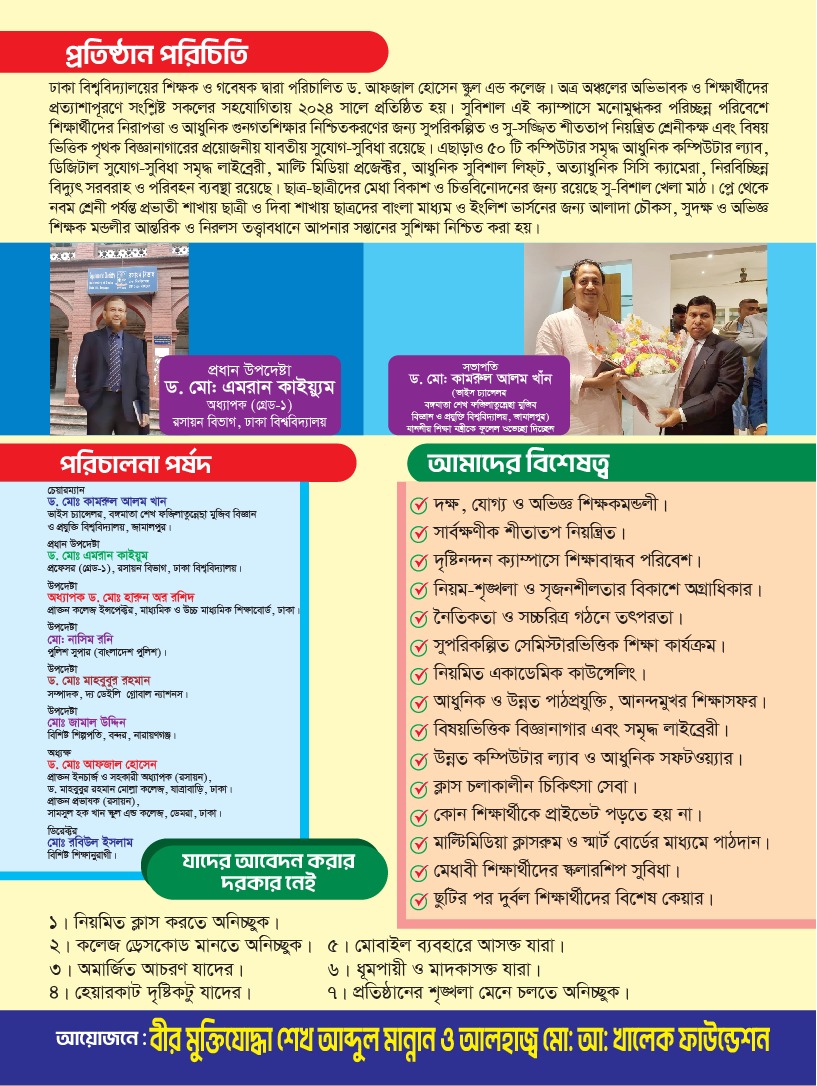 প্রতিষ্ঠান পরিচিতি
ঢাকা বিশ্ববিদ্যালয়ের শিক্ষক ও গবেষক দ্বারা পরিচালিত ড. আফজাল হোসেন স্কুল এন্ড কলেজ। অত্র অঞ্চলের অভিভাবক ও শিক্ষার্থীদের
প্রত্যাশাপূরণে সংশ্লিষ্ট সকলের সহযোগিতায় ২০২৪ সালে প্রতিষ্ঠিত হয়। সুবিশাল এই ক্যাম্পাসে মনোমুগ্ধকর পরিচ্ছন্ন পরিবেশে
শিক্ষার্থীদের নিরাপত্তা ও আধুনিক গুনগতশিক্ষার নিশ্চিতকরণের জন্য সুপরিকল্পিত ও সু-সজ্জিত শীততাপ নিয়ন্ত্রিত শ্রেনীকক্ষ এবং বিষয়
ভিত্তিক পৃথক বিজ্ঞানাগারের প্রয়োজনীয় যাবতীয় সুযোগ-সুবিধা রয়েছে। এছাড়াও ৫০ টি কম্পিউটার সমৃদ্ধ আধুনিক কম্পিউটার ল্যাব,
ডিজিটাল সুযোগ-সুবিধা সমৃদ্ধ লাইব্রেরী, মাল্টি মিডিয়া প্রজেক্টর, আধুনিক সুবিশাল লিফ্ট, অত্যাধুনিক সিসি ক্যামেরা, নিরবিচ্ছিন্ন
বিদ্যুৎ সরবরাহ ও পরিবহন ব্যবস্থা রয়েছে। ছাত্র-ছাত্রীদের মেধা বিকাশ ও চিত্তবিনোদনের জন্য রয়েছে সু-বিশাল খেলা মাঠ। প্লে থেকে
নবম শ্রেনী পর্যন্ত প্রভাতী শাখায় ছাত্রী ও দিবা শাখায় ছাত্রদের বাংলা মাধ্যম ও ইংলিশ ভার্সনের জন্য আলাদা চৌকস, সুদক্ষ ও অভিজ্ঞ
শিক্ষক মন্ডলীর আন্তরিক ও নিরলস তত্ত্বাবধানে আপনার সন্তানের সুশিক্ষা নিশ্চিত করা হয়।
প্রধান উপদেষ্টা
ড. মো: এমরান কাইয়্যুম
অধ্যাপক (গ্রেড-১)
রসায়ন বিভাগ, ঢাকা বিশ্ববিদ্যালয়
সভাপতি
ড. মো: কামরুল আলম খাঁন
(ভাইস চ্যান্সেলর
বঙ্গমাতা শেখ ফজিলাতুন্নেছা মুজিব
বিজ্ঞান ও প্রযুক্তি বিশ্ববিদ্যালয়, জামালপুর)
মাননীয় শিক্ষা মন্ত্রীকে ফুলেল শুভেচ্ছা দিচ্ছেন
পরিচালনা পর্ষদ
চেয়ারম্যান
ড. মোঃ কামরুল আলম খান
ভাইস চ্যান্সেলর, বঙ্গমাতা শেখ ফজিলাতুন্নেছা মুজিব বিজ্ঞান
ও প্রযুক্তি বিশ্ববিদ্যালয়, জামালপুর।
প্রধান উপদেষ্টা
ড. মোঃ এমরান কাইয়ুম
প্রফেসর (গ্রেড-১), রসায়ন বিভাগ, ঢাকা বিশ্ববিদ্যালয়।
উপদেষ্টা
অধ্যাপক ড. মোঃ হারুন অর রশিদ
প্রাক্তন কলেজ ইন্সপেক্টর, মাধ্যমিক ও উচ্চ মাধ্যমিক শিক্ষাবোর্ড, ঢাকা।
উপদেষ্টা
মো: নাসিম রনি
পুলিশ সুপার (বাংলাদেশ পুলিশ)।
উপদেষ্টা
ড. মোঃ মাহবুবুর রহমান
সম্পাদক, দ্য ডেইলি গ্লোবাল ন্যাশনস।
উপদেষ্টা
মোঃ জামাল উদ্দিন
বিশিষ্ট শিল্পপতি, বন্দর, নারায়ণগঞ্জ।
অধ্যক্ষ
ড. মোঃ আফজাল হোসেন
প্রাক্তন ইনচার্জ ও সহকারী অধ্যাপক (রসায়ন),
ড. মাহবুবুর রহমান মোল্লা কলেজ, যাত্রাবাড়ি, ঢাকা।
প্রাক্তন প্রভাষক (রসায়ন),
সামসুল হক খান স্কুল এন্ড কলেজ, ডেমরা, ঢাকা।
ডিরেক্টর
মোঃ রবিউল ইসলাম
বিশিষ্ট শিক্ষানুরাগী।
আমাদের বিশেষত্ব
দক্ষ, যোগ্য ও অভিজ্ঞ শিক্ষকমন্ডলী।
সার্বক্ষণীক শীতাতপ নিয়ন্ত্রিত।
দৃষ্টিনন্দন ক্যাম্পাসে শিক্ষাবান্ধব পরিবেশ।
নিয়ম-শৃঙ্খলা ও সৃজনশীলতার বিকাশে অগ্রাধিকার।
নৈতিকতা ও সচ্চরিত্র গঠনে তৎপরতা।
সুপরিকল্পিত সেমিস্টারভিত্তিক শিক্ষা কার্যক্রম।
নিয়মিত একাডেমিক কাউন্সেলিং।
আধুনিক ও উন্নত পাঠপ্রযুক্তি, আনন্দমুখর শিক্ষাসফর।
বিষয়ভিত্তিক বিজ্ঞানাগার এবং সমৃদ্ধ লাইব্রেরী।
উন্নত কম্পিউটার ল্যাব ও আধুনিক সফটওয়্যার।
ক্লাস চলাকালীন চিকিৎসা সেবা।
কোন শিক্ষার্থীকে প্রাইভেট পড়তে হয় না।
মাল্টিমিডিয়া ক্লাসরুম ও স্মার্ট বোর্ডের মাধ্যমে পাঠদান।
মেধাবী শিক্ষার্থীদের স্কলারশিপ সুবিধা।
ছুটির পর দুর্বল শিক্ষার্থীদের বিশেষ কেয়ার।
যাদের আবেদন করার
দরকার নেই
১। নিয়মিত ক্লাস করতে অনিচ্ছুক।
২। কলেজ ড্রেসকোড মানতে অনিচ্ছুক।
৩। অমার্জিত আচরণ যাদের।
৪। হেয়ারকাট দৃষ্টিকটু যাদের।
৫। মোবাইল ব্যবহারে আসক্ত যারা।
৬। ধূমপায়ী ও মাদকাসক্ত যারা।
৭। প্রতিষ্ঠানের শৃঙ্খলা মেনে চলতে অনিচ্ছুক।
আয়োজনে : বীর মুক্তিযোদ্ধা শেখ আব্দুল মান্নান ও আলহাজ্ব মো: আ: খালেক ফাউন্ডেশন